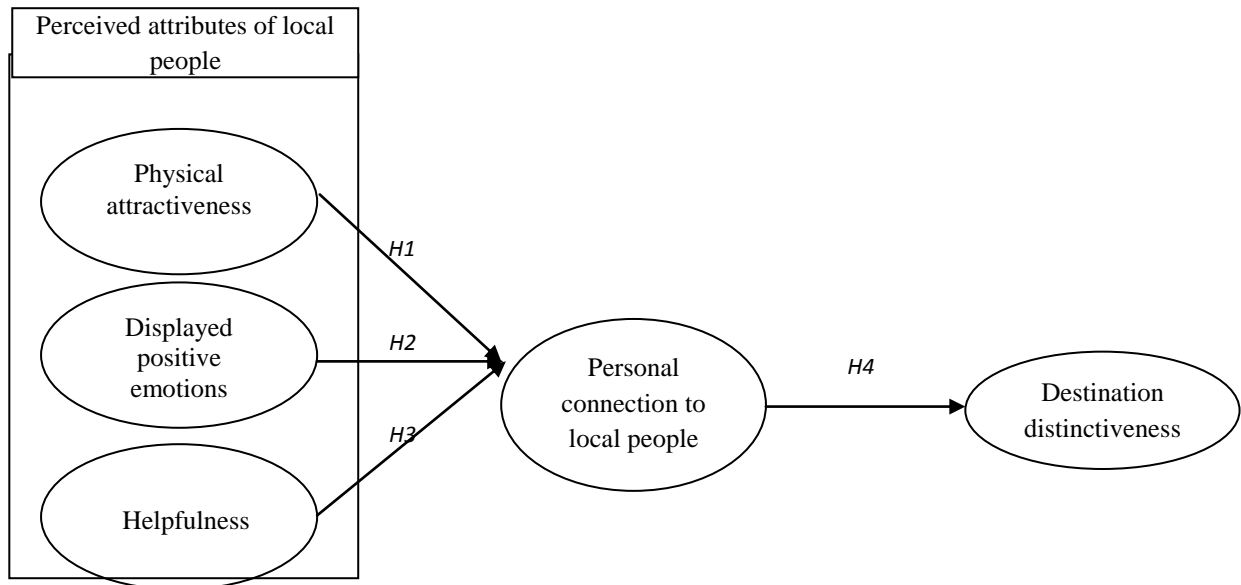 Perceived attributes of local
people
Physical
attractiveness
H1
Displayed
positive
emotions
H2
Personal
connection to
local people
H4
Destination
distinctiveness
H3
Helpfulness